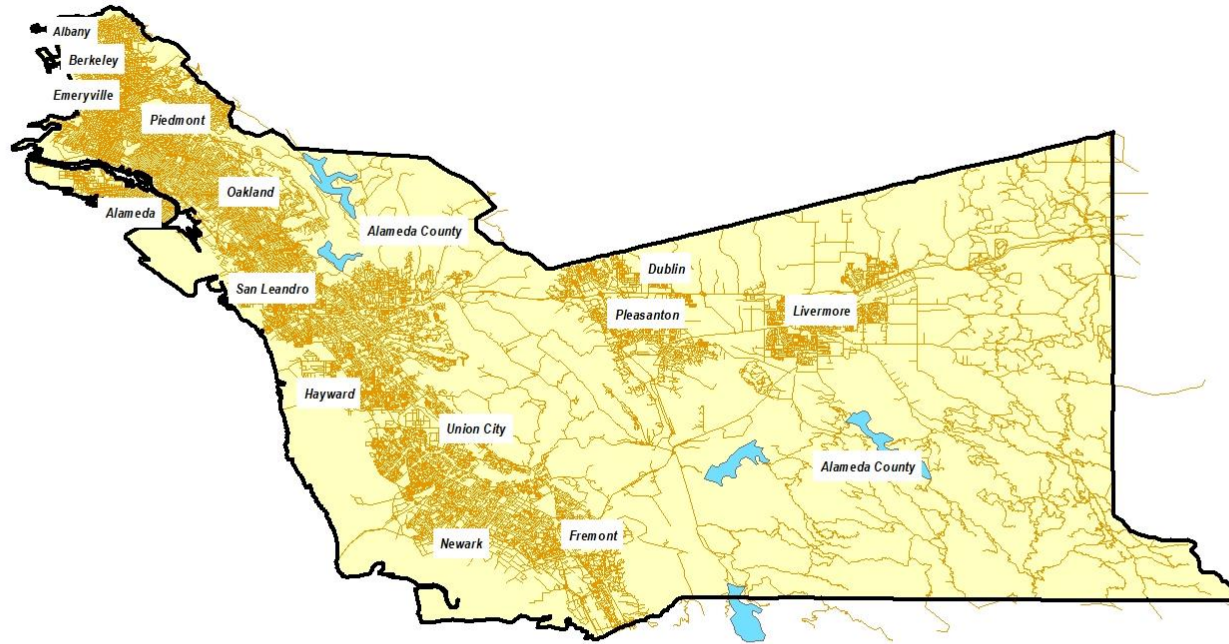 Albany
Berkeley
Emeryville
Piedmont
Oakland
Alameda
Alameda County
San Leandro
Dublin
Pleasanton
Livermore
Hayward
Union City
Alameda County
Newark
Fremont